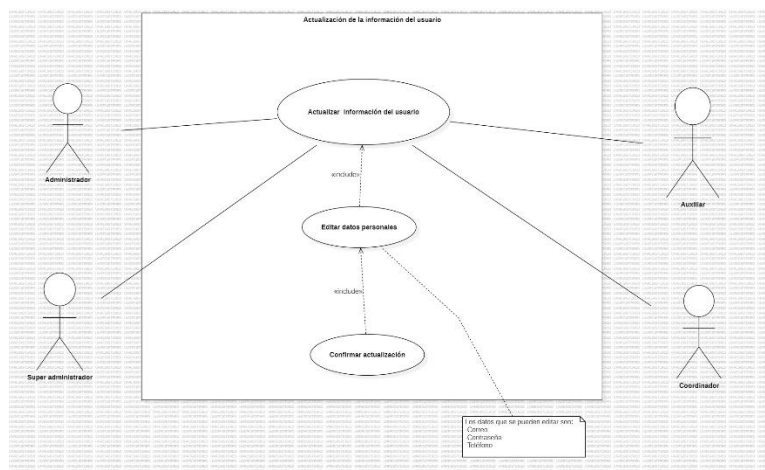 Actualización de la información del usuario
Actualizar información del usuario
Administrador
«include»
Auxiliar
Editar datos personales
«include»
Confirmar actualización
Super administrador
Coordinador
Los datos que se pueden editar son:
Correo
Contraseña
Teléfono